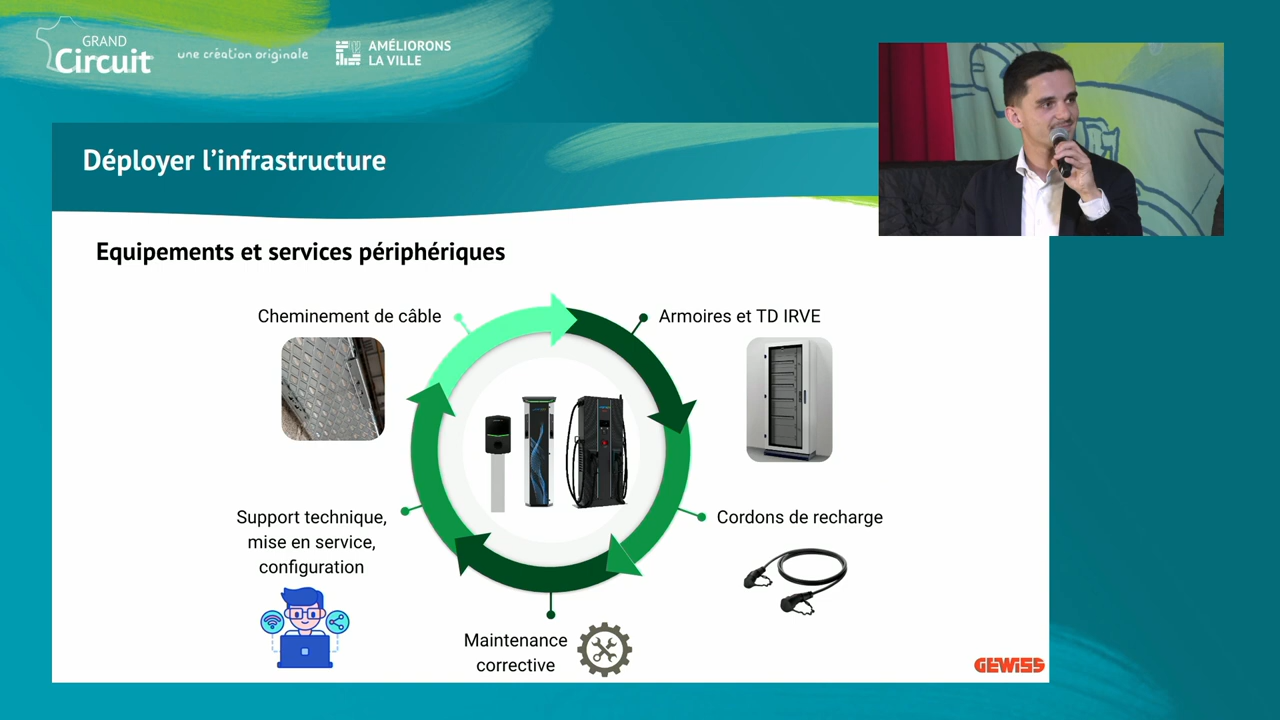 GRAND
Circuit
une création originale
AMÉLIORONS
LA VILLE
Déployer l'infrastructure
Equipements et services périphériques
Cheminement de câble
Armoires et TD IRVE
Support technique,
mise en service,
configuration
Cordons de recharge
Maintenance
corrective
GEWISS